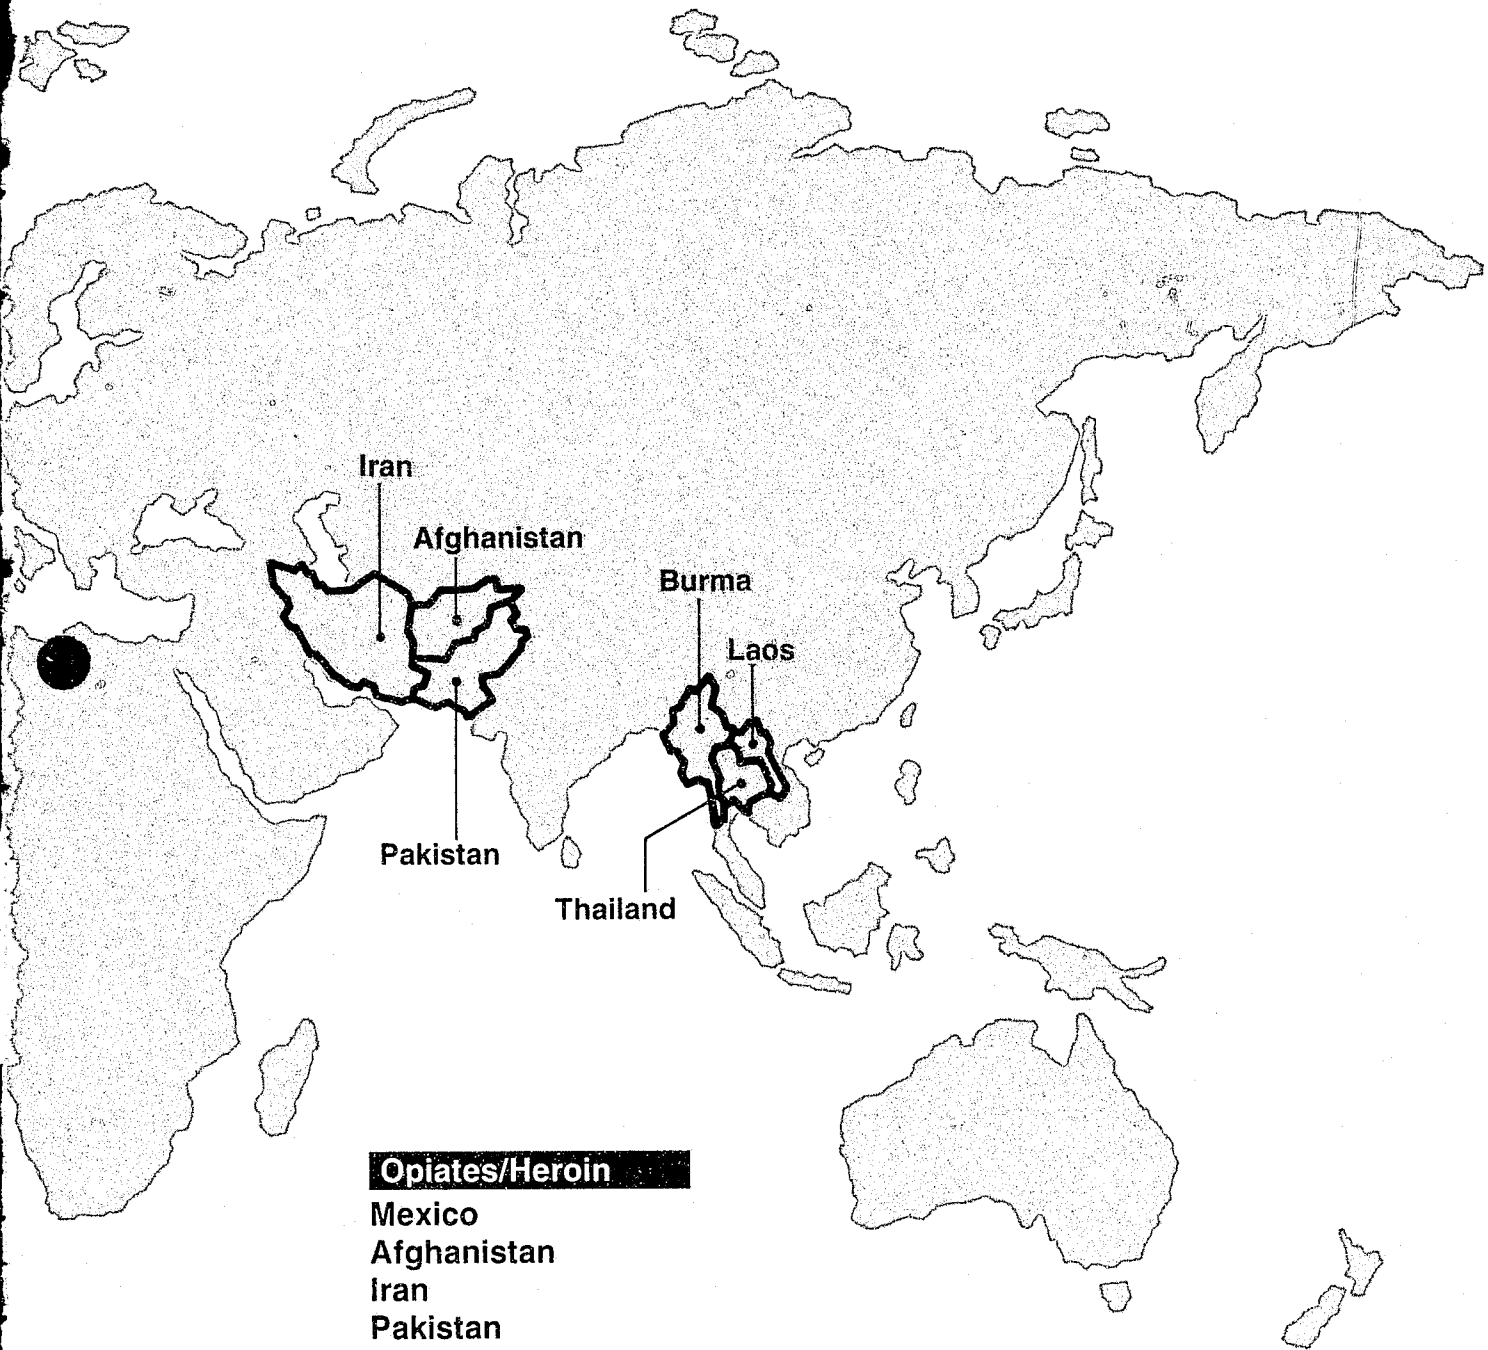 Iran
Afghanistan
Burma
Laos
Pakistan
Thailand
Opiates/Heroin
Mexico
Afghanistan
Iran
Pakistan